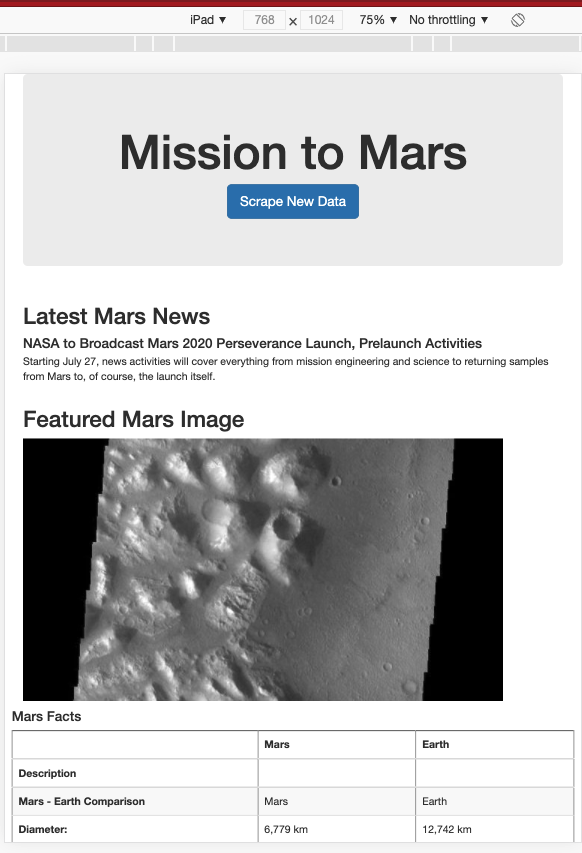 iPad ▼ 768 × 1024 75% ▼ No throttling ▼
Mission to Mars
Scrape New Data
Latest Mars News
NASA to Broadcast Mars 2020 Perseverance Launch, Prelaunch Activities
Starting July 27, news activities will cover everything from mission engineering and science to returning samples
from Mars to, of course, the launch itself.
Featured Mars Image
Mars Facts
Mars Earth
Description
Mars - Earth Comparison Mars Earth
Diameter: 6,779 km 12,742 km